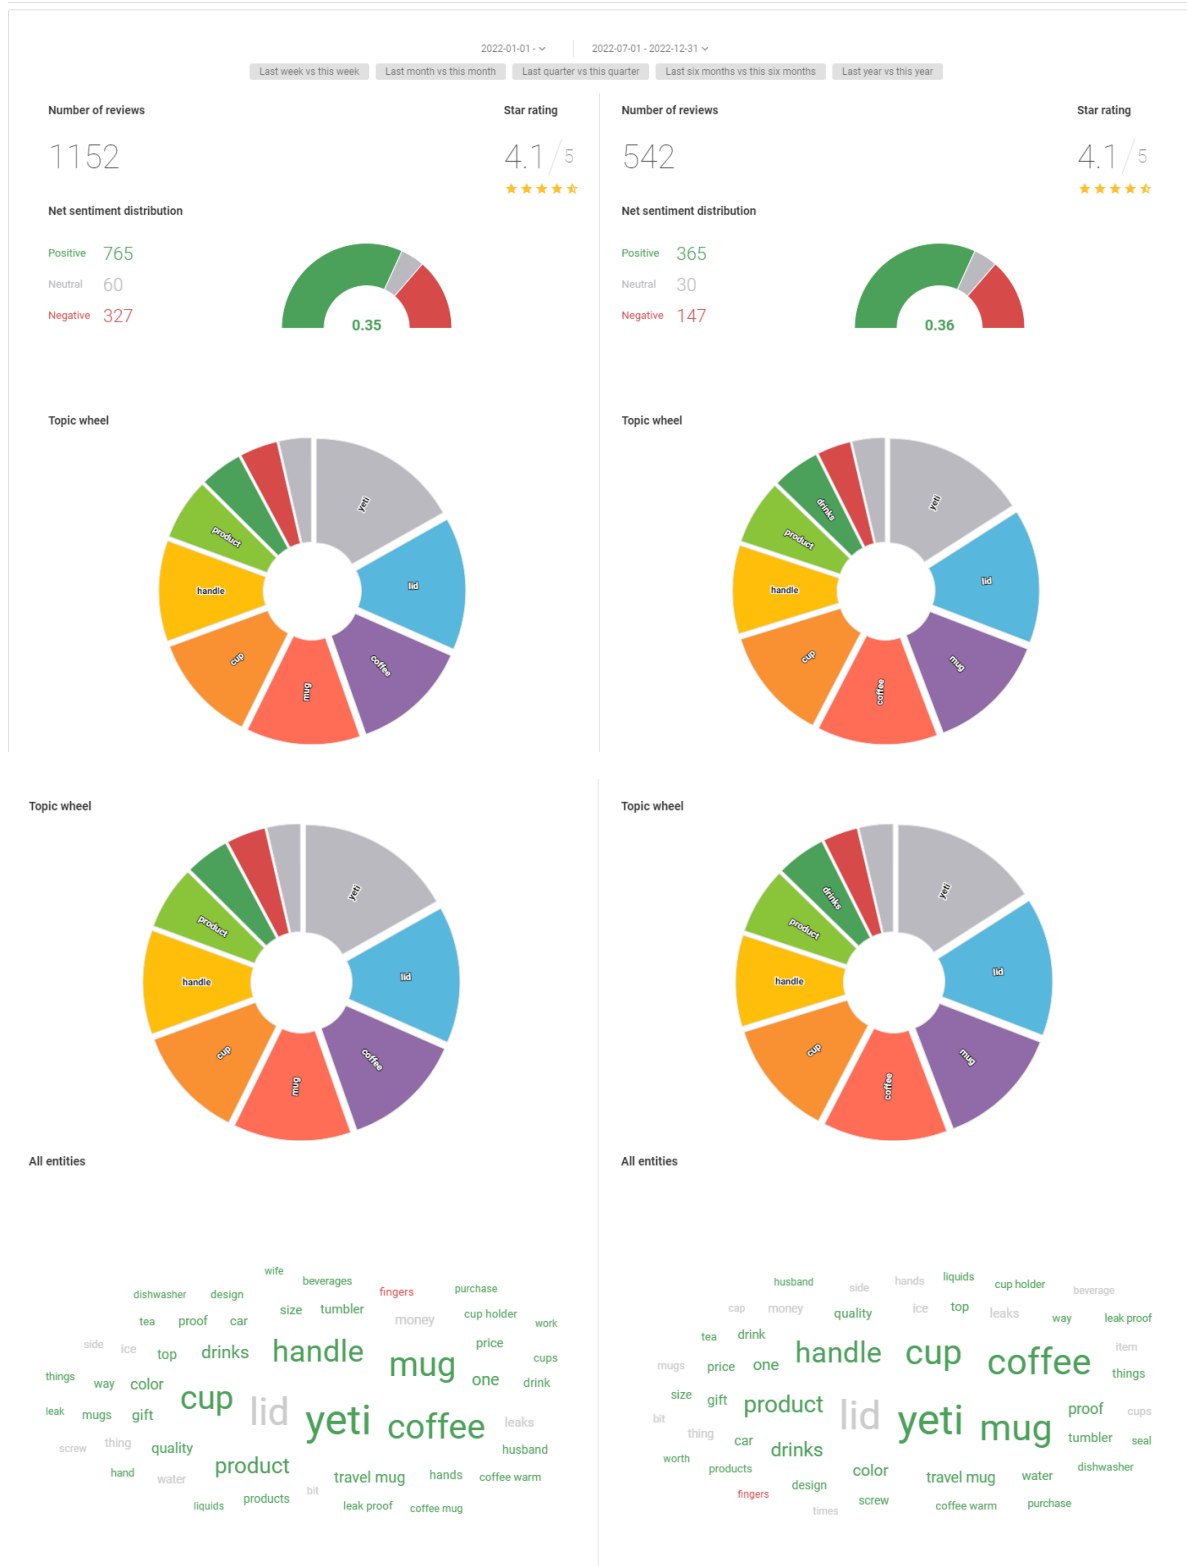 2022-01-01 -
2022-07-01 - 2022-12-31
Last week vs this week
Last month vs this month
Last quarter vs this quarter
Last six months vs this six months
Last year vs this year
Number of reviews
Star rating
1152
4.1 / 5
Net sentiment distribution
Positive 765
Neutral 60
Negative 327
0.35
Topic wheel
yeti
lid
coffee
mug
cup
handle
product
Number of reviews
Star rating
542
4.1 / 5
Net sentiment distribution
Positive 365
Neutral 30
Negative 147
0.36
Topic wheel
yeti
lid
mug
coffee
cup
handle
product
drinks
Topic wheel
yeti
lid
coffee
mug
cup
handle
product
All entities
wife
beverages
purchase
dishwasher
design
fingers
size
tumbler
cup holder
tea
proof
car
money
work
side
ice
top
drinks
handle
mug
price
cups
things
way
color
cup
one
drink
leak
mugs
gift
lid
yeti
coffee
leaks
screw
thing
quality
husband
hand
water
product
travel mug
hands
coffee warm
bit
liquids
products
leak proof
coffee mug
Topic wheel
yeti
lid
mug
coffee
cup
handle
product
drinks
All entities
husband
side
hands
liquids
cup holder
beverage
cap
money
quality
ice
top
leaks
way
leak proof
tea
drink
handle
cup
coffee
item
mugs
price
one
things
size
gift
product
lid
yeti
mug
proof
cups
bit
thing
car
drinks
tumbler
seal
worth
products
color
travel mug
water
dishwasher
fingers
design
screw
coffee warm
purchase
times